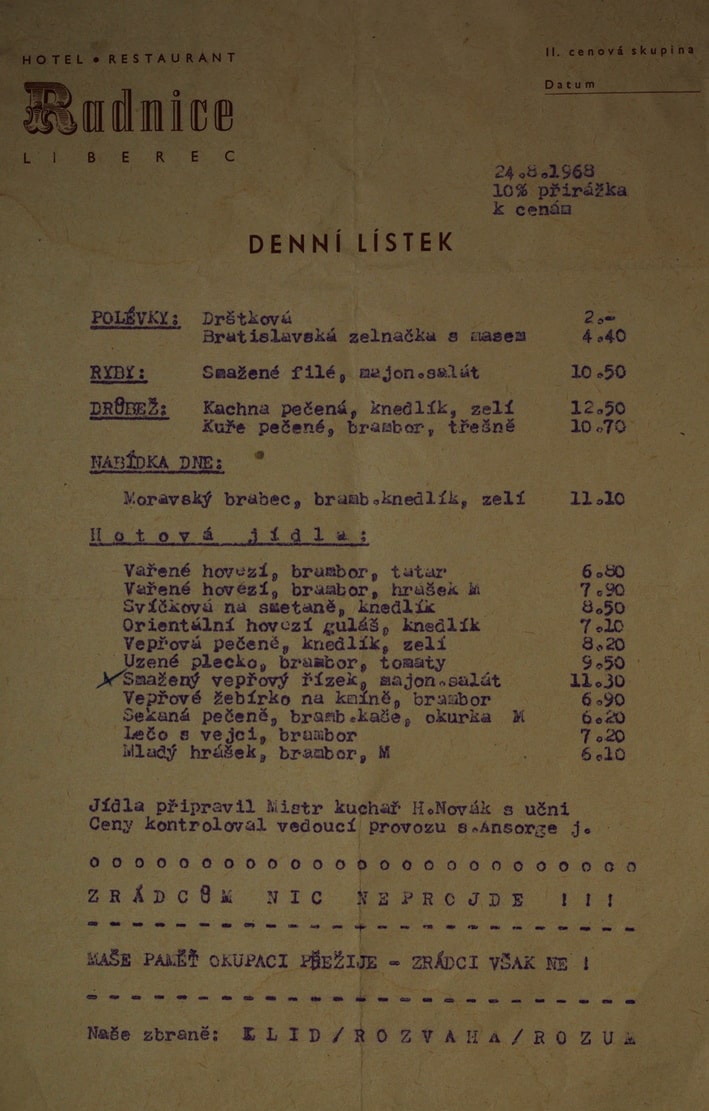 HOTEL • RESTAURANT
Radnice
LIBEREC
II. cenová skupina
Datum
24.8.1968
10% přirážka
k cenám
DENNÍ LÍSTEK
POLÉVKY: Drštková 2.-
Bratislavská zelnačka s masem 4.40
RYBY: Smažené filé, majon.salát 10.50
DRŮBEŽ: Kachna pečená, knedlík, zelí 12.50
Kuře pečené, brambor, třešně 10.70
NABÍDKA DNE:
Moravský brabec, bramb.knedlík, zelí 11.10
Hotová jídla:
Vařené hovezí, brambor, tatar 6.80
Vařené hovězí, brambor, hrášek M 7.90
Svíčková na smetaně, knedlík 8.50
Orientální hovezí guláš, knedlík 7.10
Vepřová pečeně, knedlík, zelí 8.20
Uzené plecko, brambor, tomaty 9.50
Smažený vepřový řízek, majon.salát 11.30
Vepřové žebírko na kmíně, brambor 6.90
Sekaná pečeně, bramb.kaše, okurka M 6.20
Lečo s vejci, brambor 7.20
Mladý hrášek, brambor, M 6.10
Jídla připravil Mistr kuchař H.Novák s učni
Ceny kontroloval vedoucí provozu s.Ansorge j.
o o o o o o o o o o o o o o o o o o o o o o o o o
ZRÁDCŮM NIC NEPROJDE !!!
- - - - - - - - - - - - - - - - - - - - - - - - -
NAŠE PAMĚŤ OKUPACI PŘEŽIJE - ZRÁDCI VŠAK NE !
- - - - - - - - - - - - - - - - - - - - - - - - -
Naše zbraně: KLID/ROZVAHA/ROZUM